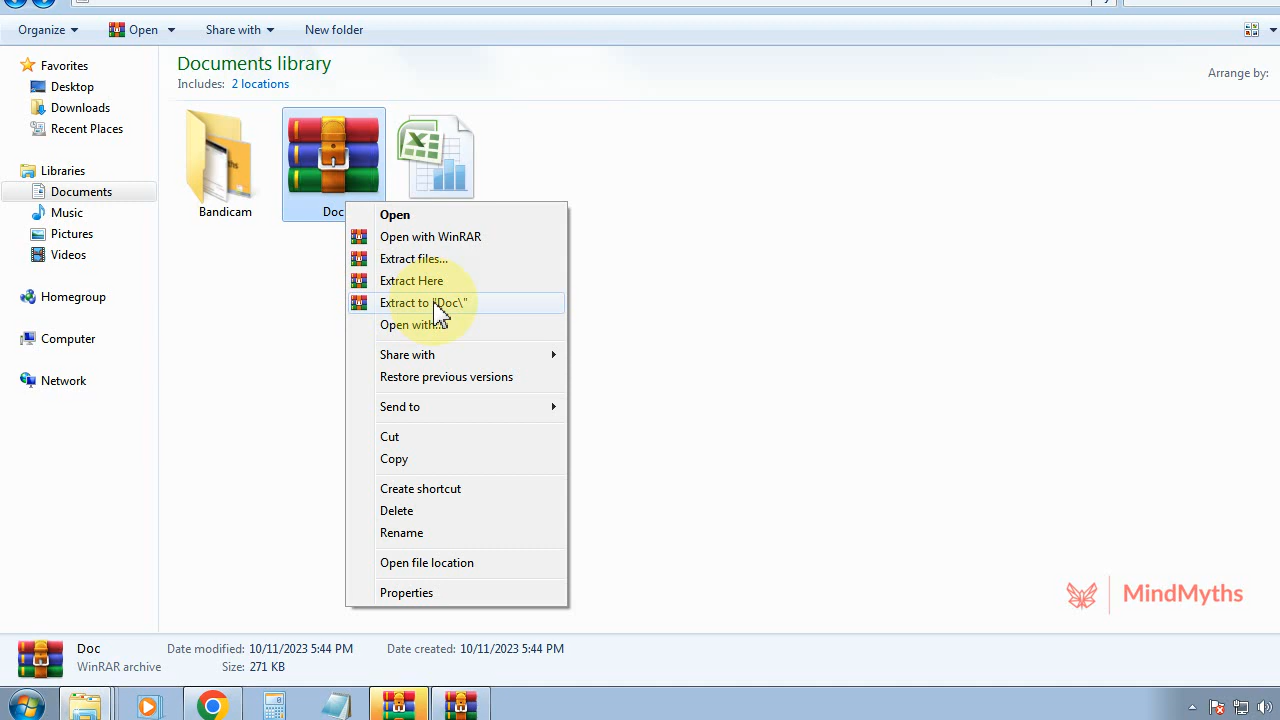 Organize
Open
Share with
New folder
Favorites
Desktop
Downloads
Recent Places
Libraries
Documents
Music
Pictures
Videos
Homegroup
Computer
Network
Documents library
Includes: 2 locations
Arrange by:
Bandicam
Doc
Open
Open with WinRAR
Extract files...
Extract Here
Extract to "Doc\"
Open with...
Share with
Restore previous versions
Send to
Cut
Copy
Create shortcut
Delete
Rename
Open file location
Properties
MindMyths
Doc
Date modified: 10/11/2023 5:44 PM
Date created: 10/11/2023 5:44 PM
WinRAR archive
Size: 271 KB